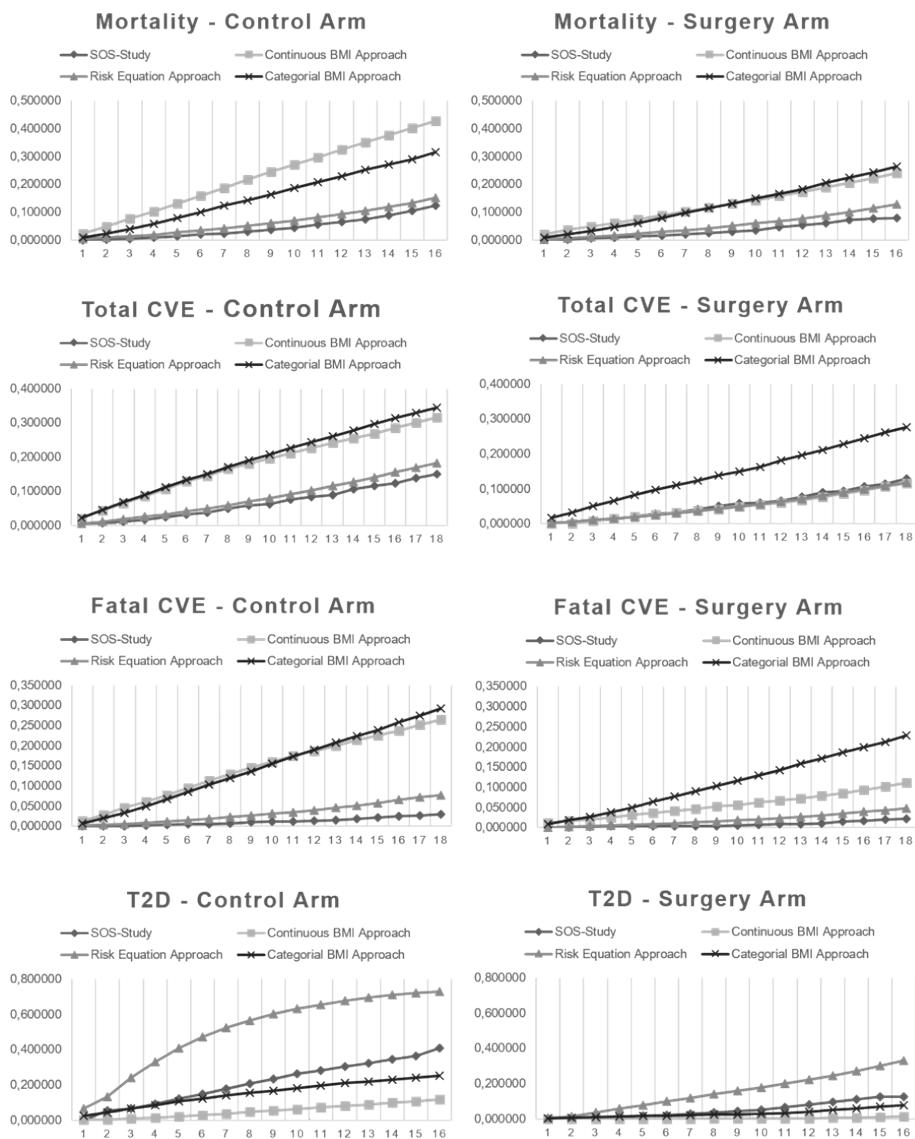 Mortality - Control Arm
SOS-Study Continuous BMI Approach
Risk Equation Approach Categorial BMI Approach
0,500000
0,400000
0,300000
0,200000
0,100000
0,000000
1 2 3 4 5 6 7 8 9 10 11 12 13 14 15 16
Mortality - Surgery Arm
SOS-Study Continuous BMI Approach
Risk Equation Approach Categorial BMI Approach
0,500000
0,400000
0,300000
0,200000
0,100000
0,000000
1 2 3 4 5 6 7 8 9 10 11 12 13 14 15 16
Total CVE - Control Arm
SOS-Study Continuous BMI Approach
Risk Equation Approach Categorial BMI Approach
0,400000
0,300000
0,200000
0,100000
0,000000
1 2 3 4 5 6 7 8 9 10 11 12 13 14 15 16 17 18
Total CVE - Surgery Arm
SOS-Study Continuous BMI Approach
Risk Equation Approach Categorial BMI Approach
0,400000
0,300000
0,200000
0,100000
0,000000
1 2 3 4 5 6 7 8 9 10 11 12 13 14 15 16 17 18
Fatal CVE - Control Arm
SOS-Study Continuous BMI Approach
Risk Equation Approach Categorial BMI Approach
0,350000
0,300000
0,250000
0,200000
0,150000
0,100000
0,050000
0,000000
1 2 3 4 5 6 7 8 9 10 11 12 13 14 15 16 17 18
Fatal CVE - Surgery Arm
SOS-Study Continuous BMI Approach
Risk Equation Approach Categorial BMI Approach
0,350000
0,300000
0,250000
0,200000
0,150000
0,100000
0,050000
0,000000
1 2 3 4 5 6 7 8 9 10 11 12 13 14 15 16 17 18
T2D - Control Arm
SOS-Study Continuous BMI Approach
Risk Equation Approach Categorial BMI Approach
0,800000
0,600000
0,400000
0,200000
0,000000
1 2 3 4 5 6 7 8 9 10 11 12 13 14 15 16
T2D - Surgery Arm
SOS-Study Continuous BMI Approach
Risk Equation Approach Categorial BMI Approach
0,800000
0,600000
0,400000
0,200000
0,000000
1 2 3 4 5 6 7 8 9 10 11 12 13 14 15 16